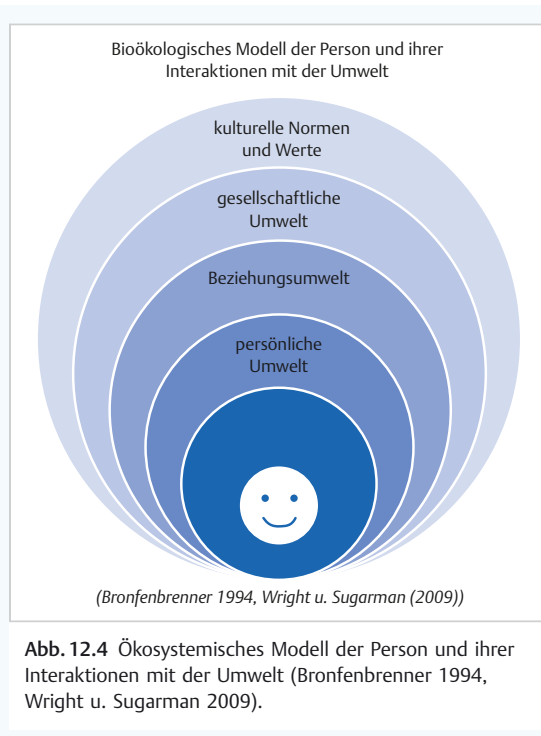 Bioökologisches Modell der Person und ihrer
Interaktionen mit der Umwelt
kulturelle Normen
und Werte
gesellschaftliche
Umwelt
Beziehungsumwelt
persönliche
Umwelt
(Bronfenbrenner 1994, Wright u. Sugarman (2009))
Abb. 12.4 Ökosystemisches Modell der Person und ihrer
Interaktionen mit der Umwelt (Bronfenbrenner 1994,
Wright u. Sugarman 2009).